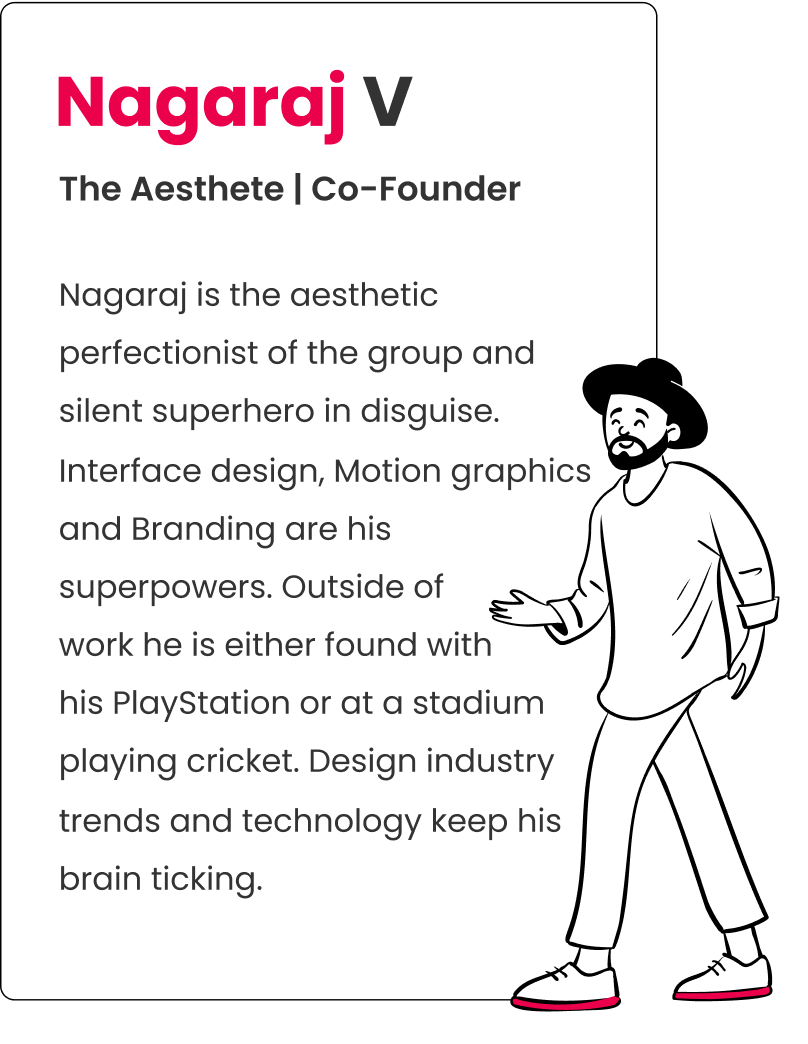 Nagaraj V
The Aesthete | Co-Founder
Nagaraj is the aesthetic
perfectionist of the group and
silent superhero in disguise.
Interface design, Motion graphics
and Branding are his
superpowers. Outside of
work he is either found with
his PlayStation or at a stadium
playing cricket. Design industry
trends and technology keep his
brain ticking.